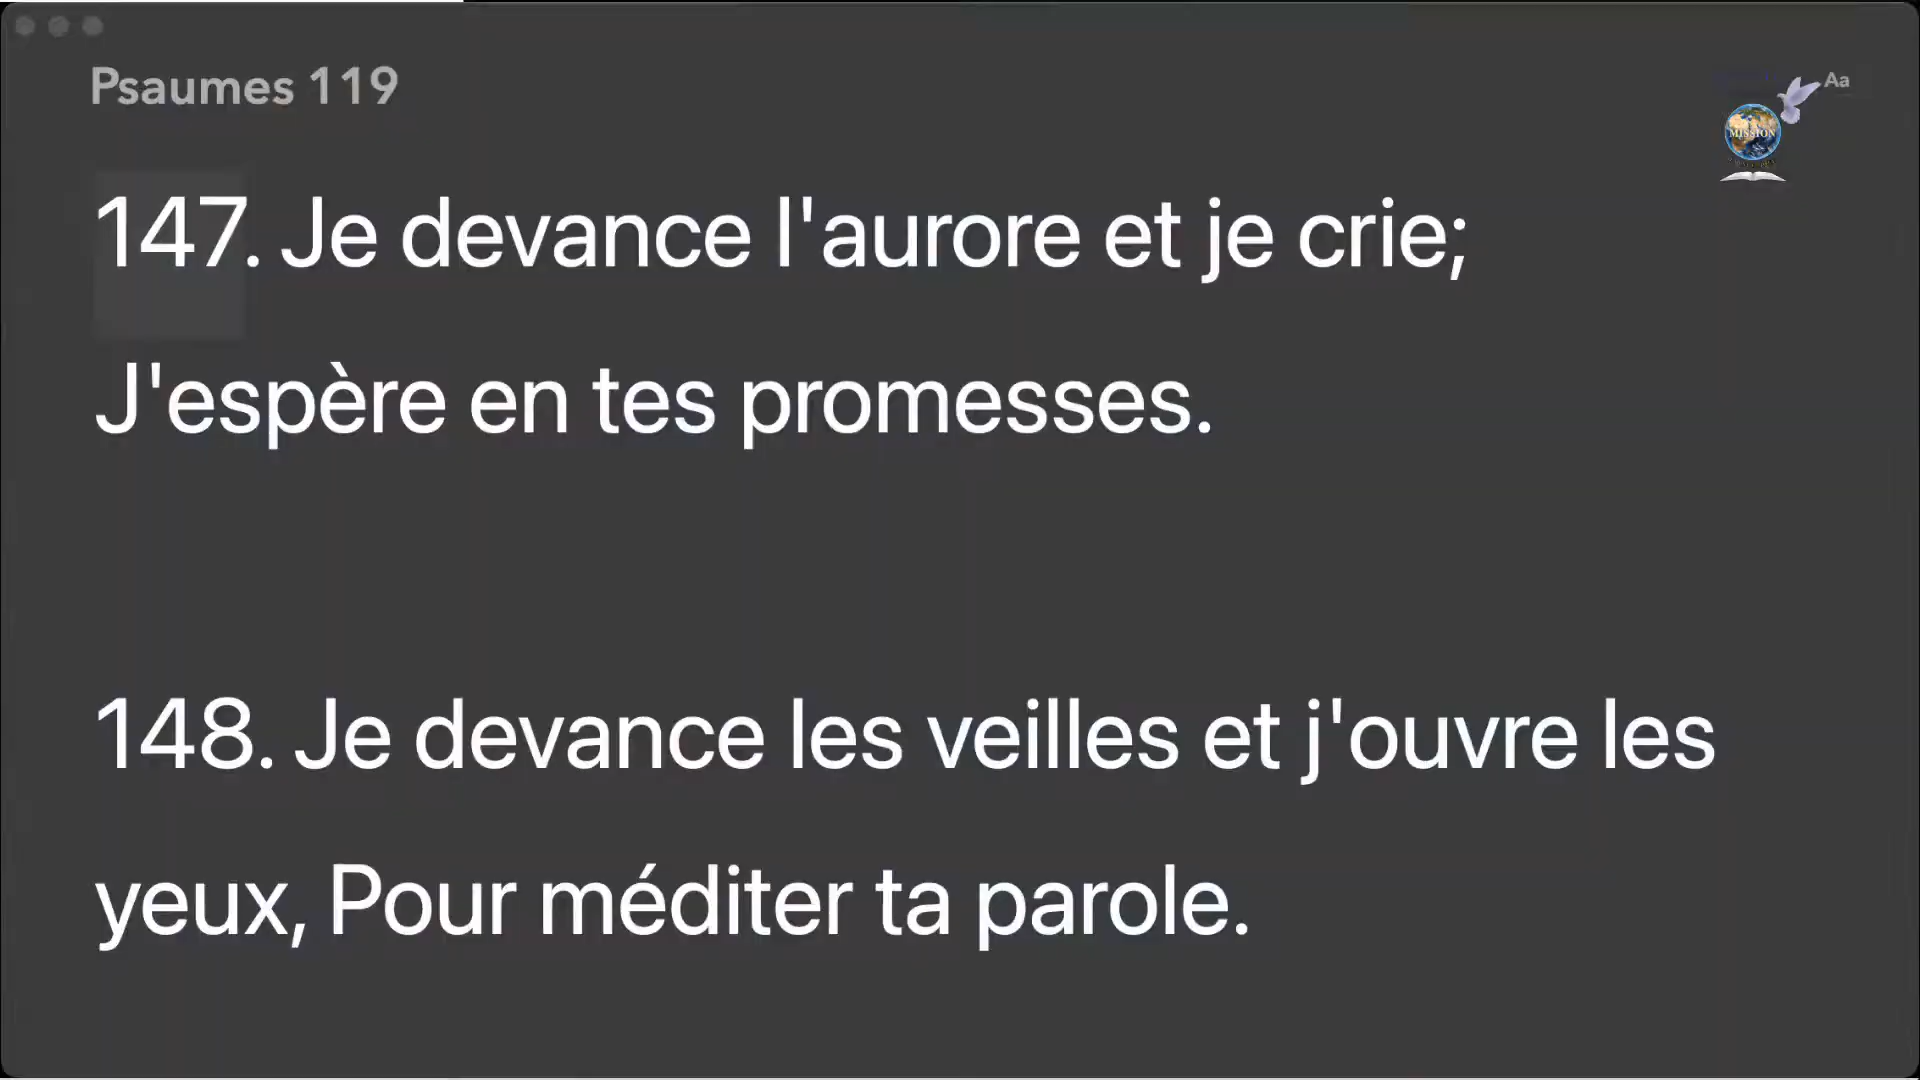 Psaumes 119
Aa
MISSION
147. Je devance l'aurore et je crie;
J'espère en tes promesses.
148. Je devance les veilles et j'ouvre les
yeux, Pour méditer ta parole.